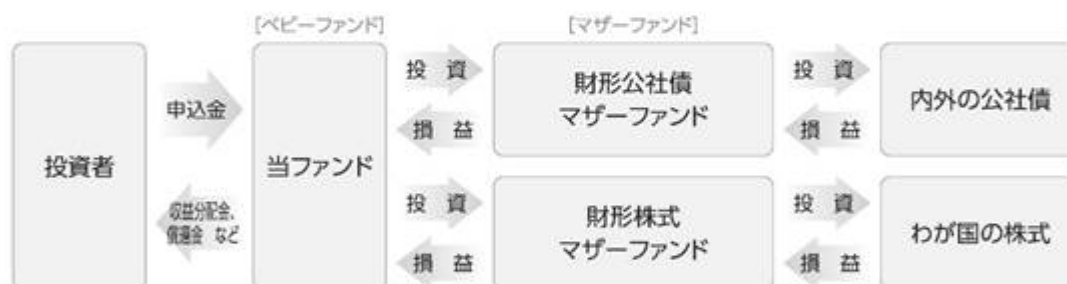 [ベビーファンド]
[マザーファンド]
投資者
申込金
収益分配金、
償還金 など
当ファンド
投 資
損 益
財形公社債
マザーファンド
投 資
損 益
内外の公社債
投 資
損 益
財形株式
マザーファンド
投 資
損 益
わが国の株式